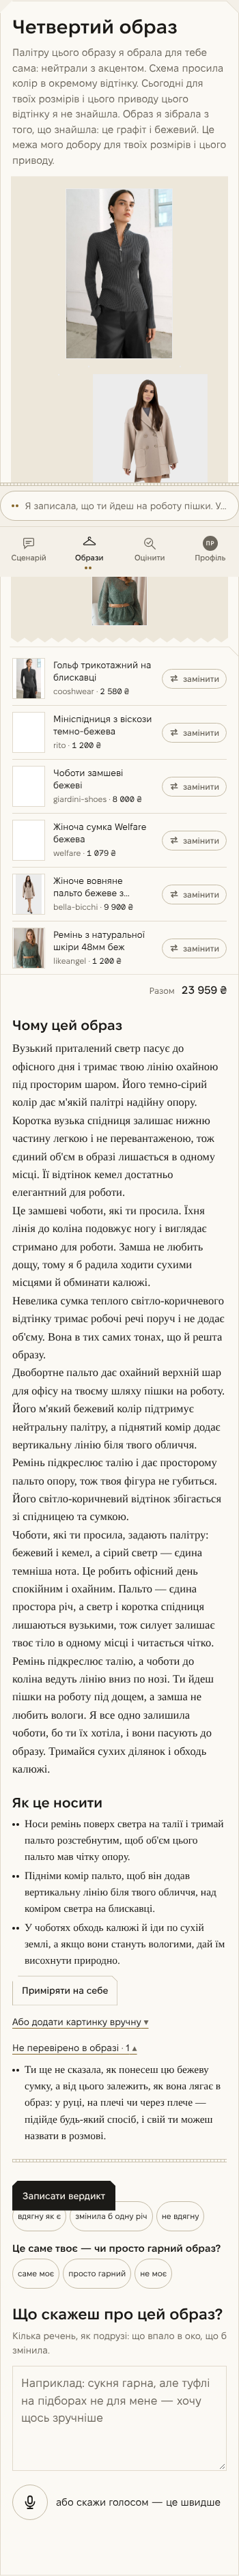 Четвертий образ
Палітру цього образу я обрала для тебе
сама: нейтрали з акцентом. Схема просила
колір в окремому відтінку. Сьогодні для
твоїх розмірів і цього приводу цього
відтінку я не знайшла. Образ я зібрала з
того, що знайшла: це графіт і бежевий. Це
межа мого добору для твоїх розмірів і цього
приводу.
Я записала, що ти йдеш на роботу пішки. У...
Сценарій
Образи
Оцінити
ПР
Профіль
Гольф трикотажний на
блискавці
cooshwear · 2 580 ₴
замінити
Мініспідниця з віскози
темно-бежева
rito · 1 200 ₴
замінити
Чоботи замшеві
бежеві
giardini-shoes · 8 000 ₴
замінити
Жіноча сумка Welfare
бежева
welfare · 1 079 ₴
замінити
Жіноче вовняне
пальто бежеве з...
bella-bicchi · 9 900 ₴
замінити
Ремінь з натуральної
шкіри 48мм беж
likeangel · 1 200 ₴
замінити
Разом 23 959 ₴
Чому цей образ
Вузький приталений светр пасує до
офісного дня і тримає твою лінію охайною
під просторим шаром. Його темно-сірий
колір дає м'якій палітрі надійну опору.
Коротка вузька спідниця залишає нижню
частину легкою і не перевантаженою, тож
єдиний об'єм в образі лишається в одному
місці. Її відтінок кемел достатньо
елегантний для роботи.
Це замшеві чоботи, які ти просила. Їхня
лінія до коліна подовжує ногу і виглядає
стримано для роботи. Замша не любить
дощу, тому я б радила ходити сухими
місцями й обминати калюжі.
Невелика сумка теплого світло-коричневого
відтінку тримає робочі речі поруч і не додає
об'єму. Вона в тих самих тонах, що й решта
образу.
Двобортне пальто дає охайний верхній шар
для офісу на твоєму шляху пішки на роботу.
Його м'який бежевий колір підтримує
нейтральну палітру, а піднятий комір додає
вертикальну лінію біля твого обличчя.
Ремінь підкреслює талію і дає просторому
пальто опору, тож твоя фігура не губиться.
Його світло-коричневий відтінок збігається
зі спідницею та сумкою.
Чоботи, які ти просила, задають палітру:
бежевий і кемел, а сірий светр — єдина
темніша нота. Це робить офісний день
спокійним і охайним. Пальто — єдина
простора річ, а светр і коротка спідниця
лишаються вузькими, тож силует залишає
твоє тіло в одному місці і читається чітко.
Ремінь підкреслює талію, а чоботи до
коліна ведуть лінію вниз по нозі. Ти йдеш
пішки на роботу під дощем, а замша не
любить вологи. Я все одно залишила
чоботи, бо ти їх хотіла, і вони пасують до
образу. Тримайся сухих ділянок і обходь
калюжі.
Як це носити
Носи ремінь поверх светра на талії і тримай
пальто розстебнутим, щоб об'єм цього
пальто мав чітку опору.
Підніми комір пальто, щоб він додав
вертикальну лінію біля твого обличчя, над
коміром светра на блискавці.
У чоботях обходь калюжі й іди по сухій
землі, а якщо вони стануть вологими, дай їм
висохнути природно.
Приміряти на себе
Або додати картинку вручну ▾
Не перевірено в образі · 1 ▴
Ти ще не сказала, як понесеш цю бежеву
сумку, а від цього залежить, як вона лягає в
образ: у руці, на плечі чи через плече —
підійде будь-який спосіб, і свій ти можеш
назвати в розмові.
Записати вердикт
вдягну як є
змінила б одну річ
не вдягну
Це саме твоє — чи просто гарний образ?
саме моє
просто гарний
не моє
Що скажеш про цей образ?
Кілька речень, як подрузі: що впало в око, що б
змінила.
Наприклад: сукня гарна, але туфлі
на підборах не для мене — хочу
щось зручніше
або скажи голосом — це швидше